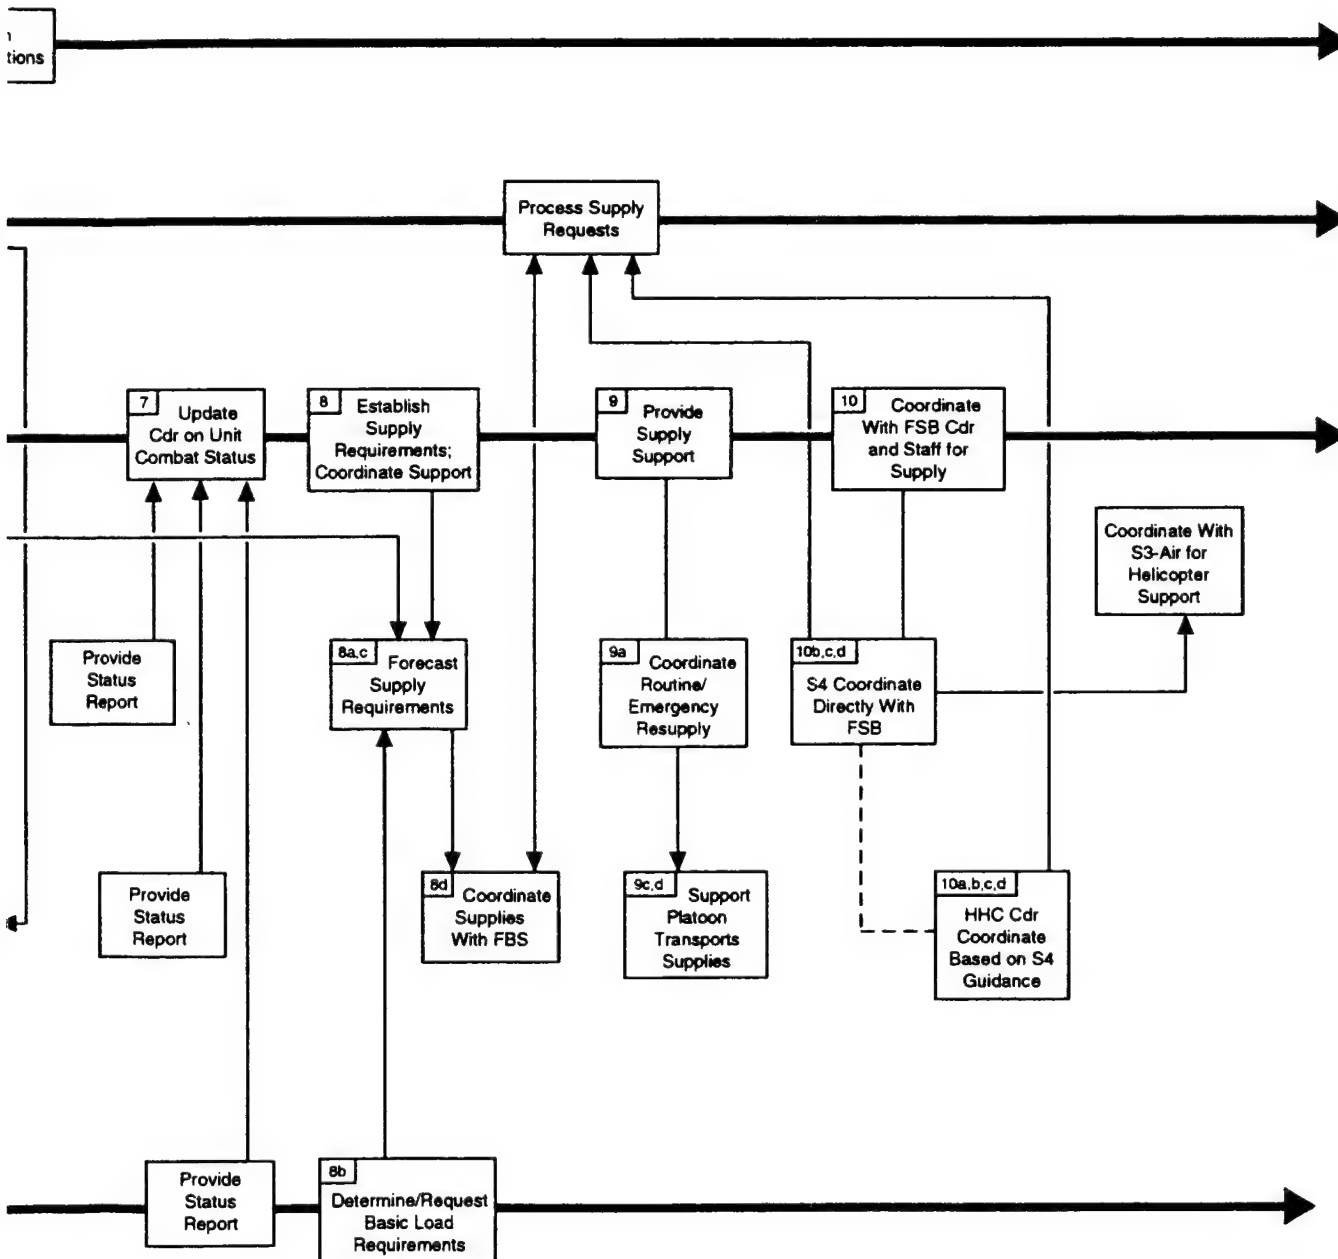 tions
Process Supply
Requests
7
Update
Cdr on Unit
Combat Status
8
Establish
Supply
Requirements;
Coordinate Support
9
Provide
Supply
Support
10
Coordinate
With FSB Cdr
and Staff for
Supply
Coordinate With
S3-Air for
Helicopter
Support
Provide
Status
Report
8a,c
Forecast
Supply
Requirements
9a
Coordinate
Routine/
Emergency
Resupply
10b,c,d
S4 Coordinate
Directly With
FSB
Provide
Status
Report
8d
Coordinate
Supplies
With FBS
9c,d
Support
Platoon
Transports
Supplies
10a,b,c,d
HHC Cdr
Coordinate
Based on S4
Guidance
Provide
Status
Report
8b
Determine/Request
Basic Load
Requirements